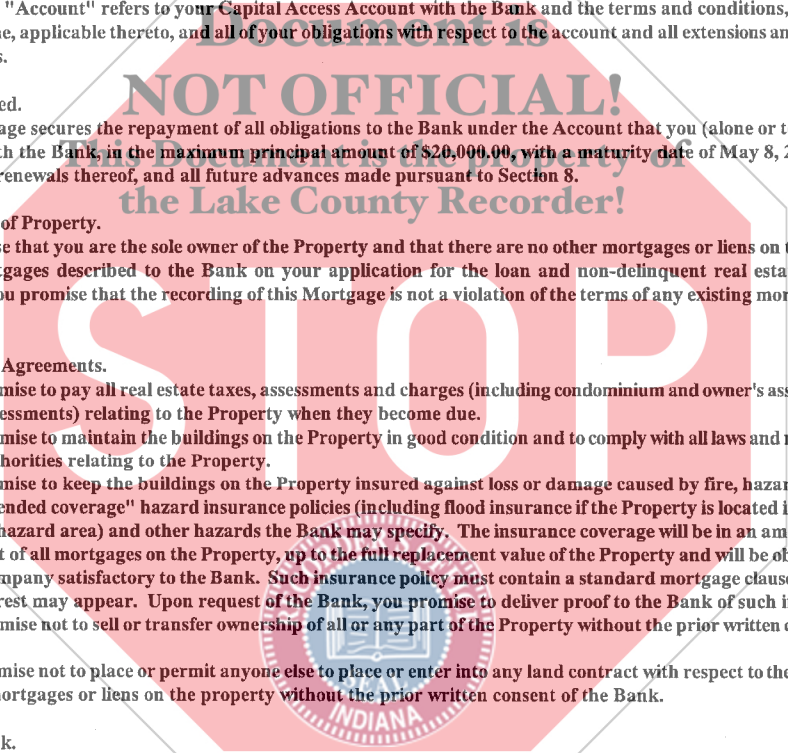 "Account" refers to your Capital Access Account with the Bank and the terms and conditions,
e, applicable thereto, and all of your obligations with respect to the account and all extensions an
s.
Document is
NOT OFFICIAL!
This Document is the property of
the Lake County Recorder!
ed.
age secures the repayment of all obligations to the Bank under the Account that you (alone or t
th the Bank, in the maximum principal amount of $20,000.00, with a maturity date of May 8, 2
renewals thereof, and all future advances made pursuant to Section 8.
of Property.
se that you are the sole owner of the Property and that there are no other mortgages or liens on t
tgages described to the Bank on your application for the loan and non-delinquent real esta
ou promise that the recording of this Mortgage is not a violation of the terms of any existing mor
STOP
Agreements.
mise to pay all real estate taxes, assessments and charges (including condominium and owner's ass
essments) relating to the Property when they become due.
mise to maintain the buildings on the Property in good condition and to comply with all laws and r
horities relating to the Property.
mise to keep the buildings on the Property insured against loss or damage caused by fire, hazar
ended coverage" hazard insurance policies (including flood insurance if the Property is located i
hazard area) and other hazards the Bank may specify. The insurance coverage will be in an am
t of all mortgages on the Property, up to the full replacement value of the Property and will be ob
mpany satisfactory to the Bank. Such insurance policy must contain a standard mortgage clause
rest may appear. Upon request of the Bank, you promise to deliver proof to the Bank of such i
mise not to sell or transfer ownership of all or any part of the Property without the prior written c
mise not to place or permit anyone else to place or enter into any land contract with respect to the
mortgages or liens on the property without the prior written consent of the Bank.
SEAL
INDIANA
k.